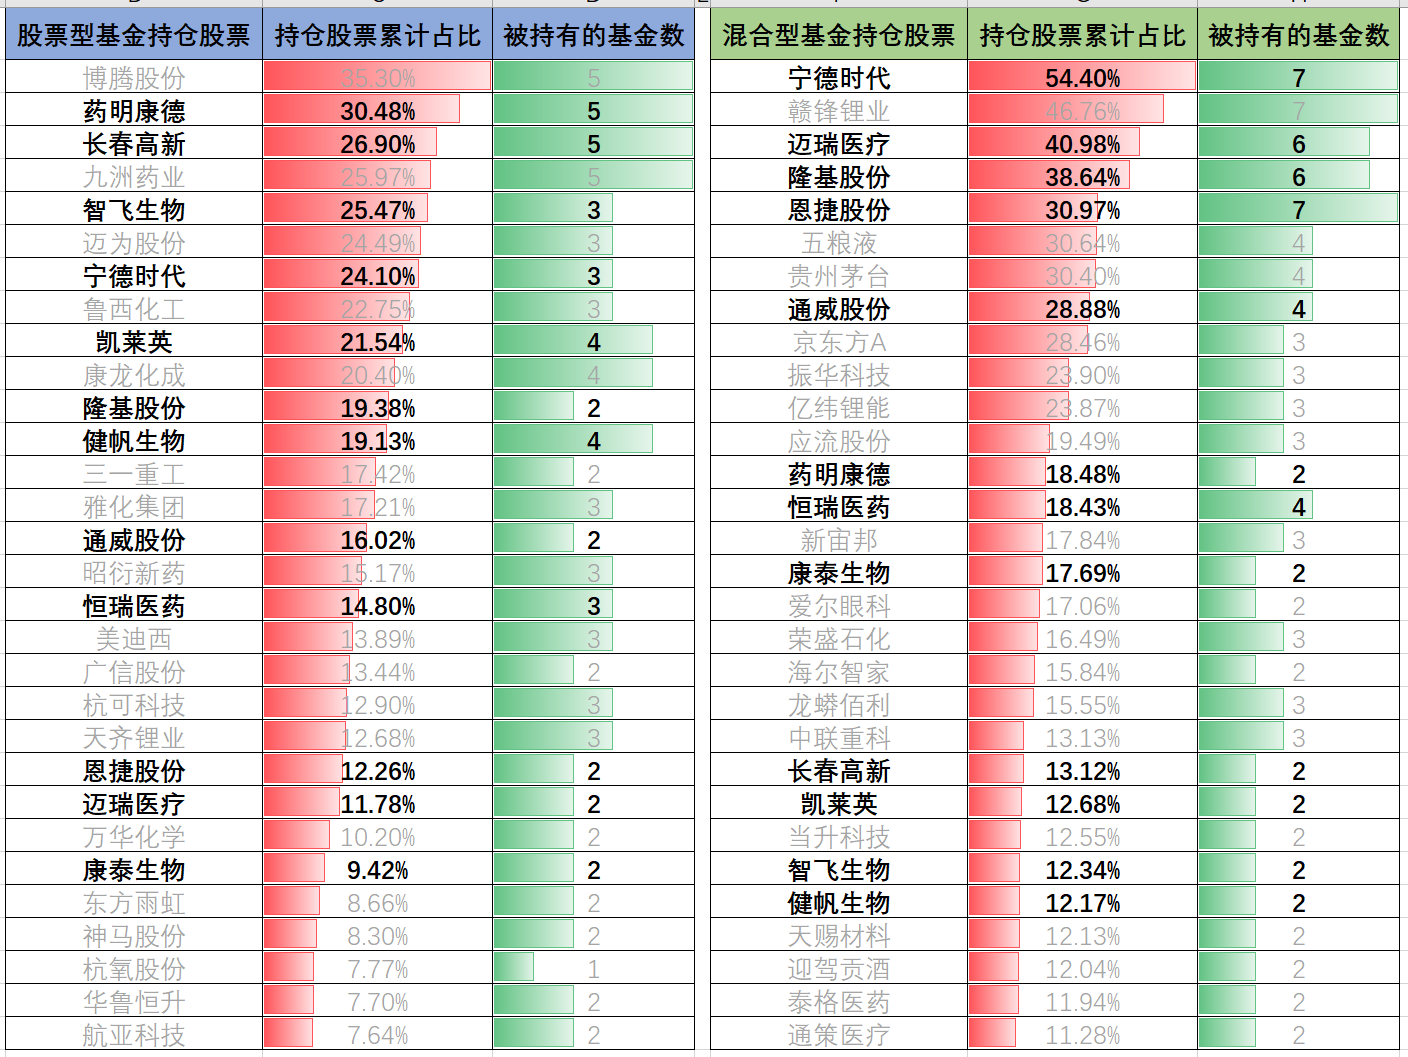 股票型基金持仓股票 持仓股票累计占比 被持有的基金数 混合型基金持仓股票 持仓股票累计占比 被持有的基金数
博腾股份 35.30% 5 宁德时代 54.40% 7
药明康德 30.48% 5 赣锋锂业 46.76% 7
长春高新 26.90% 5 迈瑞医疗 40.98% 6
九洲药业 25.97% 5 隆基股份 38.64% 6
智飞生物 25.47% 3 恩捷股份 30.97% 7
迈为股份 24.49% 3 五粮液 30.64% 4
宁德时代 24.10% 3 贵州茅台 30.40% 4
鲁西化工 22.75% 3 通威股份 28.88% 4
凯莱英 21.54% 4 京东方A 28.46% 3
康龙化成 20.40% 4 振华科技 23.90% 3
隆基股份 19.38% 2 亿纬锂能 23.87% 3
健帆生物 19.13% 4 应流股份 19.49% 3
三一重工 17.42% 2 药明康德 18.48% 2
雅化集团 17.21% 3 恒瑞医药 18.43% 4
通威股份 16.02% 2 新宙邦 17.84% 3
昭衍新药 15.17% 3 康泰生物 17.69% 2
恒瑞医药 14.80% 3 爱尔眼科 17.06% 2
美迪西 13.89% 3 荣盛石化 16.49% 3
广信股份 13.44% 2 海尔智家 15.84% 2
杭可科技 12.90% 3 龙蟒佰利 15.55% 3
天齐锂业 12.68% 3 中联重科 13.13% 3
恩捷股份 12.26% 2 长春高新 13.12% 2
迈瑞医疗 11.78% 2 凯莱英 12.68% 2
万华化学 10.20% 2 当升科技 12.55% 2
康泰生物 9.42% 2 智飞生物 12.34% 2
东方雨虹 8.66% 2 健帆生物 12.17% 2
神马股份 8.30% 2 天赐材料 12.13% 2
杭氧股份 7.77% 1 迎驾贡酒 12.04% 2
华鲁恒升 7.70% 2 泰格医药 11.94% 2
航亚科技 7.64% 2 通策医疗 11.28% 2